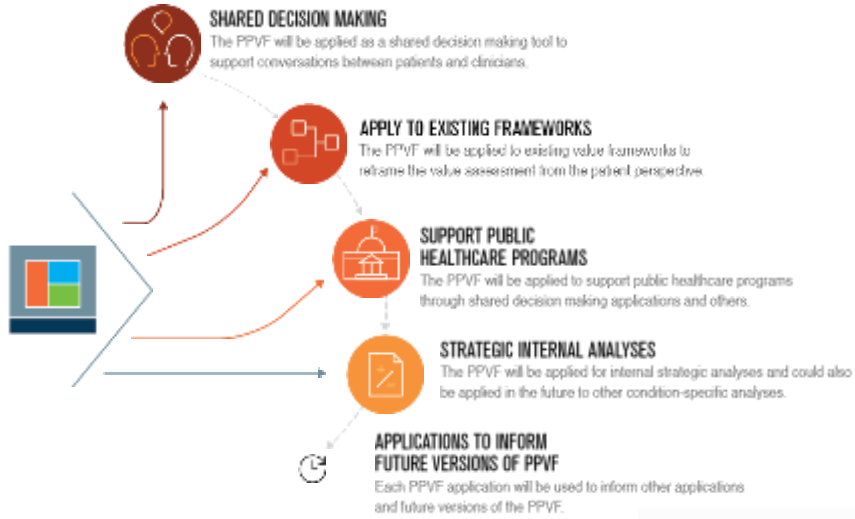 SHARED DECISION MAKING
The PPVF will be applied as a shared decision making tool to
support conversations between patients and clinicians.
APPLY TO EXISTING FRAMEWORKS
The PPVF will be applied to existing value frameworks to
reframe the value assessment from the patient perspective.
SUPPORT PUBLIC
HEALTHCARE PROGRAMS
The PPVF will be applied to support public healthcare programs
through shared decision making applications and others.
STRATEGIC INTERNAL ANALYSES
The PPVF will be applied for internal strategic analyses and could also
be applied in the future to other condition-specific analyses.
APPLICATIONS TO INFORM
FUTURE VERSIONS OF PPVF
Each PPVF application will be used to inform other applications
and future versions of the PPVF.